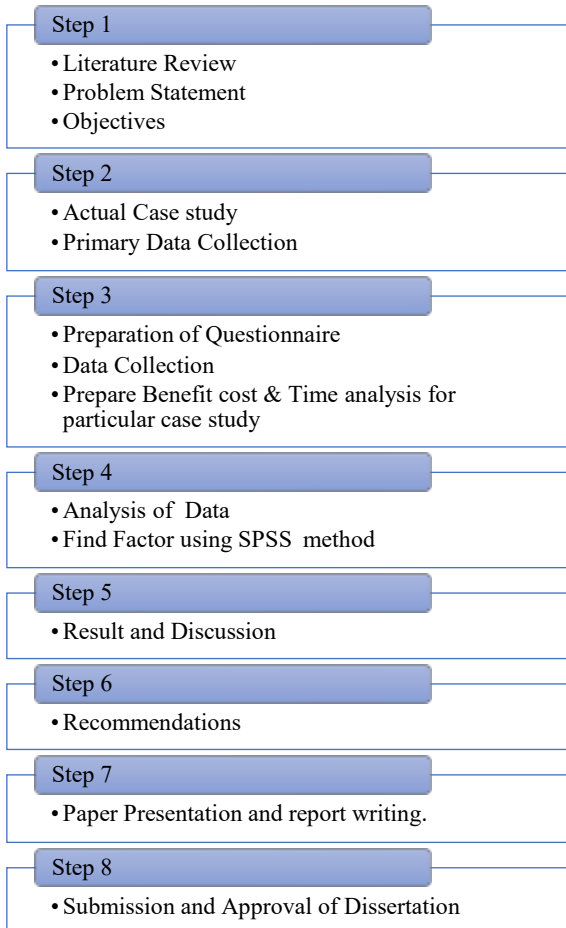 Step 1
• Literature Review
• Problem Statement
• Objectives
Step 2
• Actual Case study
• Primary Data Collection
Step 3
• Preparation of Questionnaire
• Data Collection
• Prepare Benefit cost & Time analysis for
particular case study
Step 4
• Analysis of Data
• Find Factor using SPSS method
Step 5
• Result and Discussion
Step 6
• Recommendations
Step 7
• Paper Presentation and report writing.
Step 8
• Submission and Approval of Dissertation